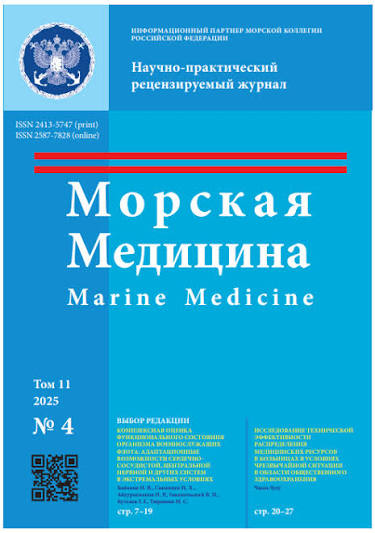 ИНФОРМАЦИОННЫЙ ПАРТНЕР МОРСКОЙ КОЛЛЕГИИ
РОССИЙСКОЙ ФЕДЕРАЦИИ
Научно-практический
рецензируемый журнал
ISSN 2413-5747 (print)
ISSN 2587-7828 (online)
Морская
Медицина
Marine Medicine
Том 11
2025
№ 4
ВЫБОР РЕДАКЦИИ
КОМПЛЕКСНАЯ ОЦЕНКА
ФУНКЦИОНАЛЬНОГО СОСТОЯНИЯ
ОРГАНИЗМА ВОЕННОСЛУЖАЩИХ
ФЛОТА: АДАПТАЦИОННЫЕ
ВОЗМОЖНОСТИ СЕРДЕЧНО-
СОСУДИСТОЙ, ЦЕНТРАЛЬНОЙ
НЕРВНОЙ И ДРУГИХ СИСТЕМ
В ЭКСТРЕМАЛЬНЫХ УСЛОВИЯХ
стр. 7–19
ИССЛЕДОВАНИЕ ТЕХНИЧЕСКОЙ
ЭФФЕКТИВНОСТИ
РАСПРЕДЕЛЕНИЯ
МЕДИЦИНСКИХ РЕСУРСОВ
В БОЛЬНИЦАХ В УСЛОВИЯХ
ЧРЕЗВЫЧАЙНОЙ СИТУАЦИИ
В ОБЛАСТИ ОБЩЕСТВЕННОГО
ЗДРАВООХРАНЕНИЯ
стр. 20–27